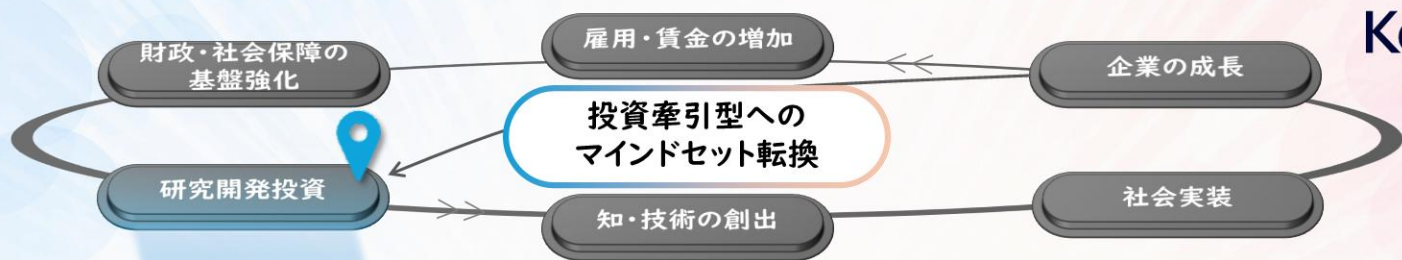 雇用・賃金の増加
財政・社会保障の
基盤強化
企業の成長
投資牽引型への
マインドセット転換
研究開発投資
社会実装
知・技術の創出